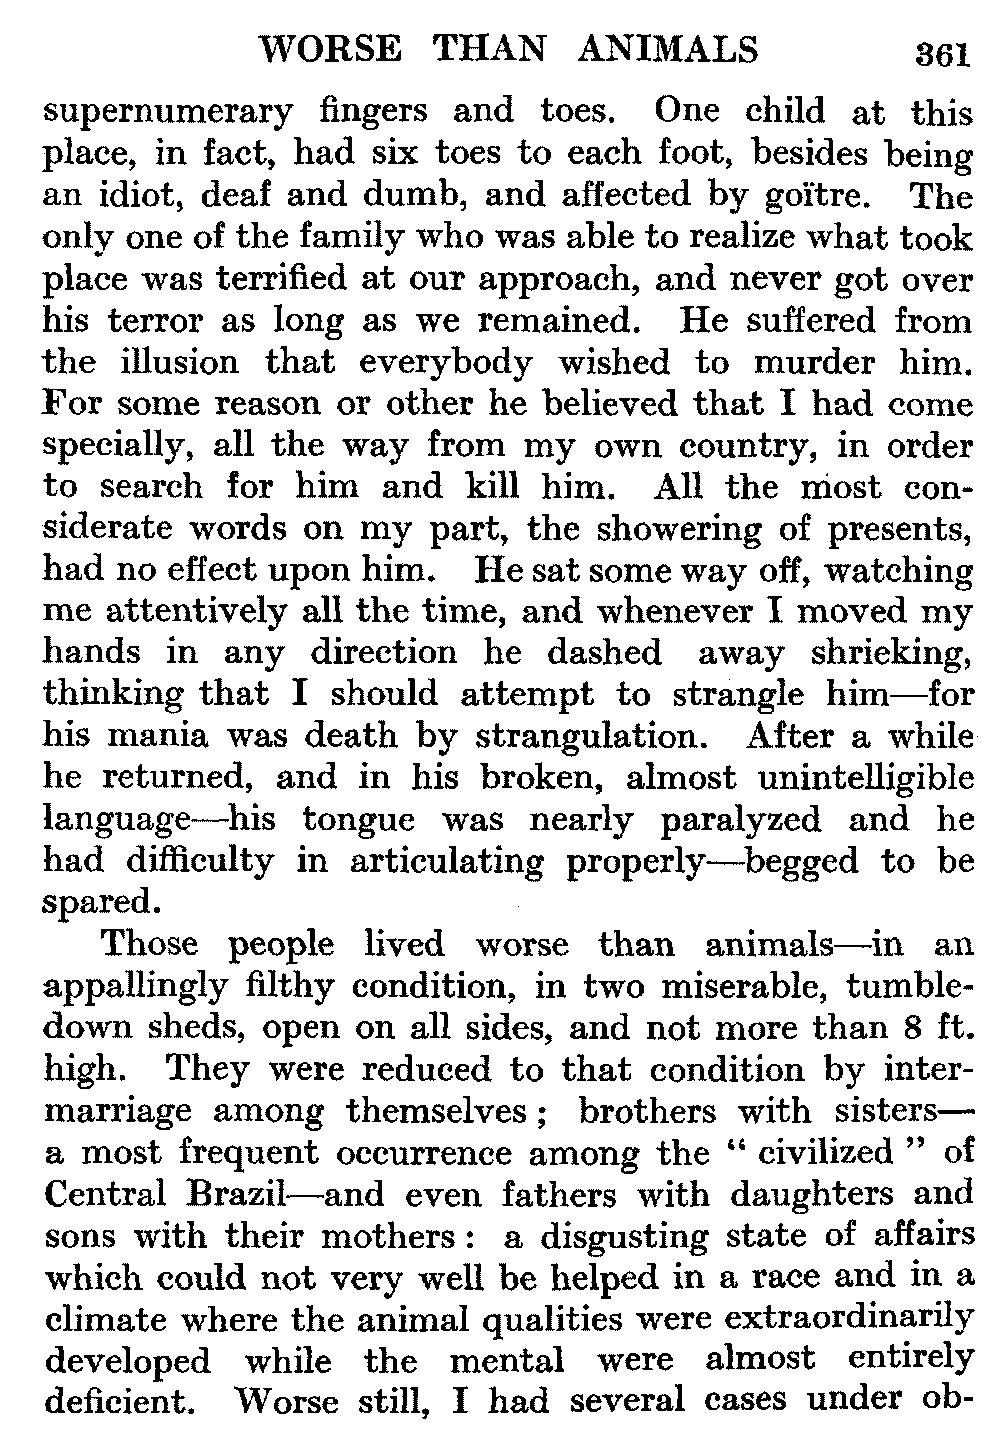 WORSE THAN ANIMALS 361
supernumerary fingers and toes. One child at this
place, in fact, had six toes to each foot, besides being
an idiot, deaf and dumb, and affected by goïtre. The
only one of the family who was able to realize what took
place was terrified at our approach, and never got over
his terror as long as we remained. He suffered from
the illusion that everybody wished to murder him.
For some reason or other he believed that I had come
specially, all the way from my own country, in order
to search for him and kill him. All the most con-
siderate words on my part, the showering of presents,
had no effect upon him. He sat some way off, watching
me attentively all the time, and whenever I moved my
hands in any direction he dashed away shrieking,
thinking that I should attempt to strangle him—for
his mania was death by strangulation. After a while
he returned, and in his broken, almost unintelligible
language—his tongue was nearly paralyzed and he
had difficulty in articulating properly—begged to be
spared.
Those people lived worse than animals—in an
appallingly filthy condition, in two miserable, tumble-
down sheds, open on all sides, and not more than 8 ft.
high. They were reduced to that condition by inter-
marriage among themselves; brothers with sisters—
a most frequent occurrence among the “ civilized ” of
Central Brazil—and even fathers with daughters and
sons with their mothers: a disgusting state of affairs
which could not very well be helped in a race and in a
climate where the animal qualities were extraordinarily
developed while the mental were almost entirely
deficient. Worse still, I had several cases under ob-